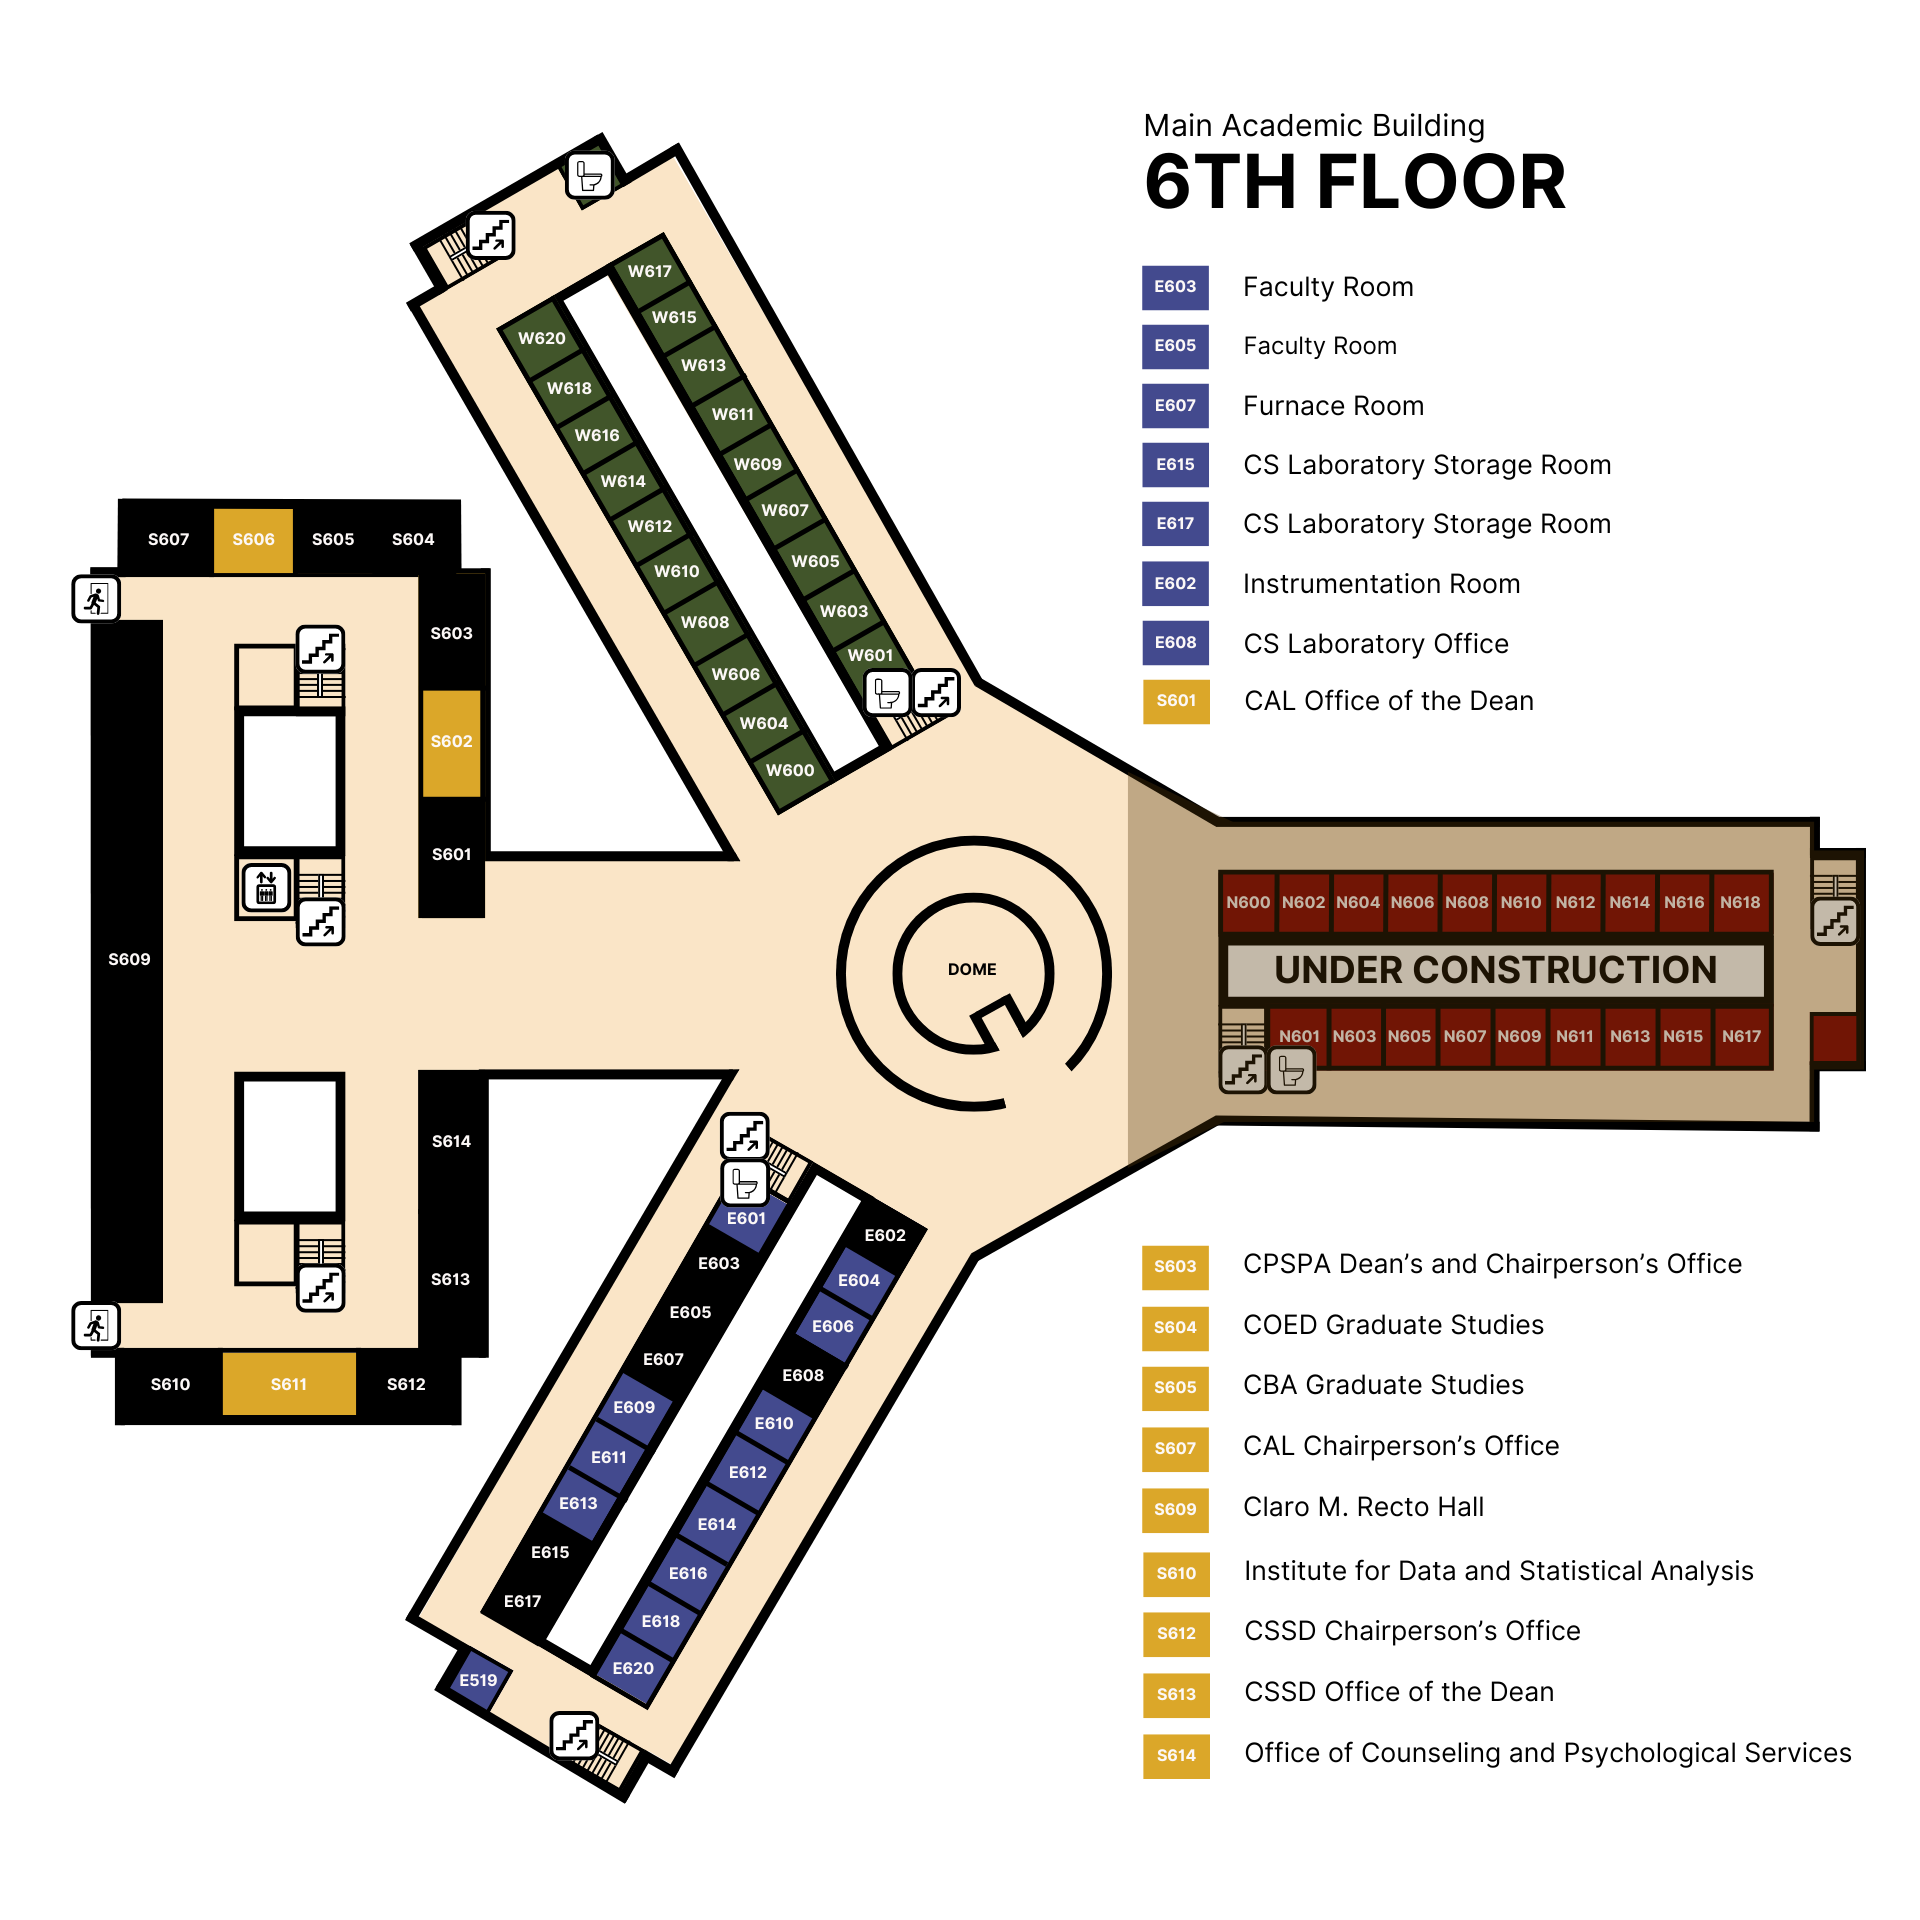 Main Academic Building
6TH FLOOR
E603 Faculty Room
E605 Faculty Room
E607 Furnace Room
E615 CS Laboratory Storage Room
E617 CS Laboratory Storage Room
E602 Instrumentation Room
E608 CS Laboratory Office
S601 CAL Office of the Dean
W617
W615
W613
W611
W609
W607
W605
W603
W601
W620
W618
W616
W614
W612
W610
W608
W606
W604
W600
S607 S606 S605 S604
S603
S602
S601
S609
S614
S613
S610 S611 S612
DOME
N600 N602 N604 N606 N608 N610 N612 N614 N616 N618
UNDER CONSTRUCTION
N601 N603 N605 N607 N609 N611 N613 N615 N617
E601
E603
E605
E607
E609
E611
E613
E615
E617
E602
E604
E606
E608
E610
E612
E614
E616
E618
E620
E519
S603 CPSPA Dean’s and Chairperson’s Office
S604 COED Graduate Studies
S605 CBA Graduate Studies
S607 CAL Chairperson’s Office
S609 Claro M. Recto Hall
S610 Institute for Data and Statistical Analysis
S612 CSSD Chairperson’s Office
S613 CSSD Office of the Dean
S614 Office of Counseling and Psychological Services